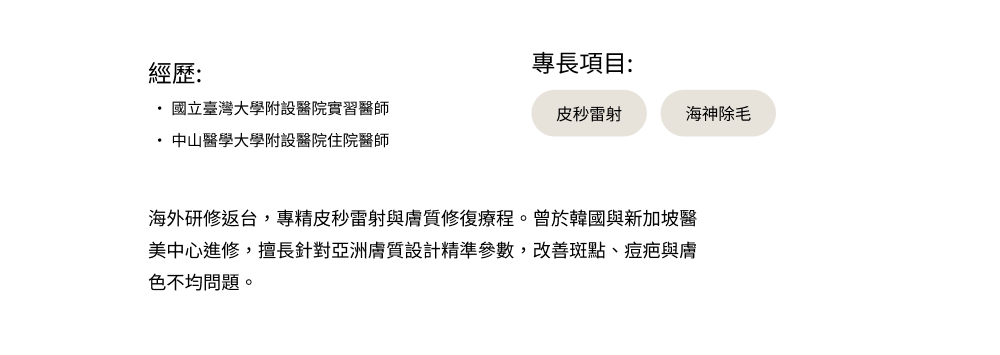 經歷:
・ 國立臺灣大學附設醫院實習醫師
・ 中山醫學大學附設醫院住院醫師
專長項目:
皮秒雷射
海神除毛
海外研修返台，專精皮秒雷射與膚質修復療程。曾於韓國與新加坡醫
美中心進修，擅長針對亞洲膚質設計精準參數，改善斑點、痘疤與膚
色不均問題。